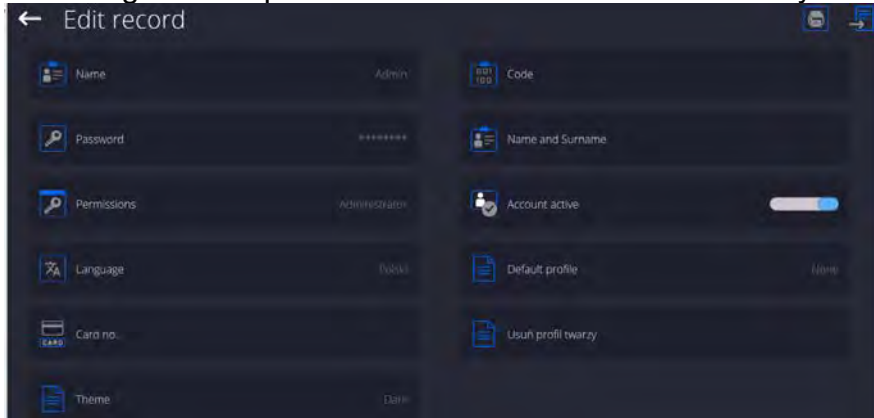 ← Edit record
Name Admin
Code
Password ********
Name and Surname
Permissions Administrator
Account active
Language Polski
Default profile None
CARD Card no.
Usuń profil twarzy
Theme Dark